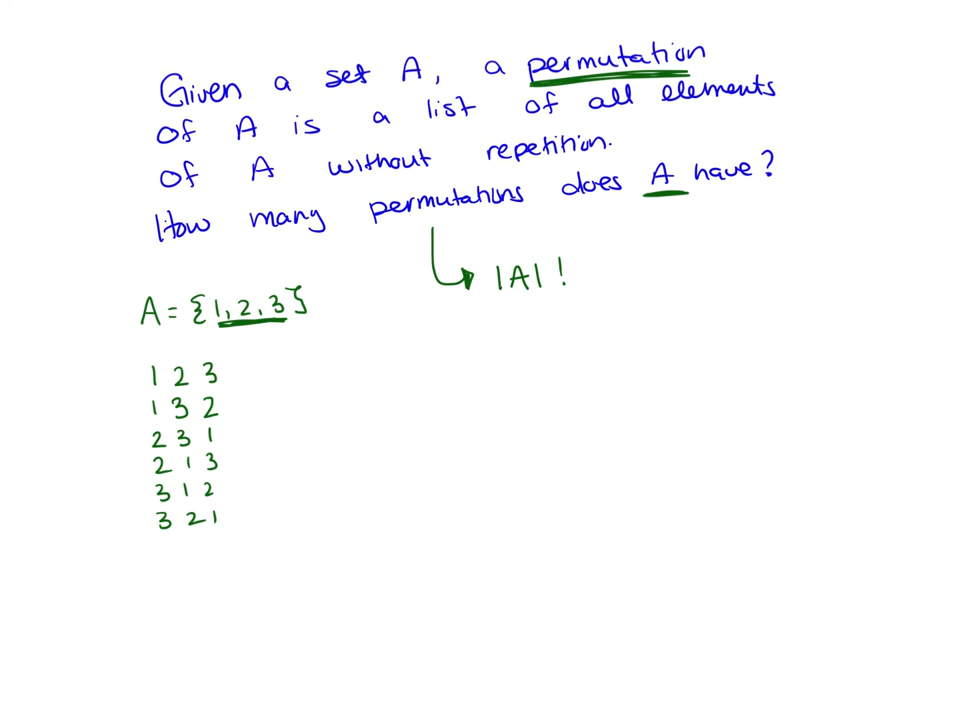 Given a set A, a permutation
of A is a list of all elements
of A without repetition.
How many permutations does A have?
|A|!
A = {1, 2, 3}
1 2 3
1 3 2
2 3 1
2 1 3
3 1 2
3 2 1